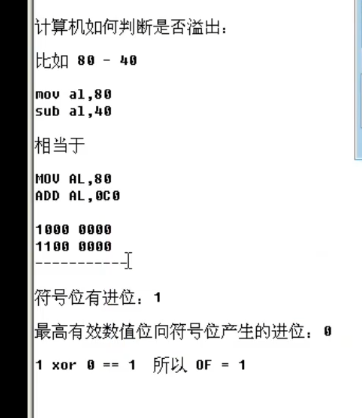 计算机如何判断是否溢出：
比如 80 - 40
mov al,80
sub al,40
相当于
MOV AL,80
ADD AL,0C0
1000 0000
1100 0000
-----------
符号位有进位：1
最高有效数值位向符号位产生的进位：0
1 xor 0 == 1 所以 OF = 1